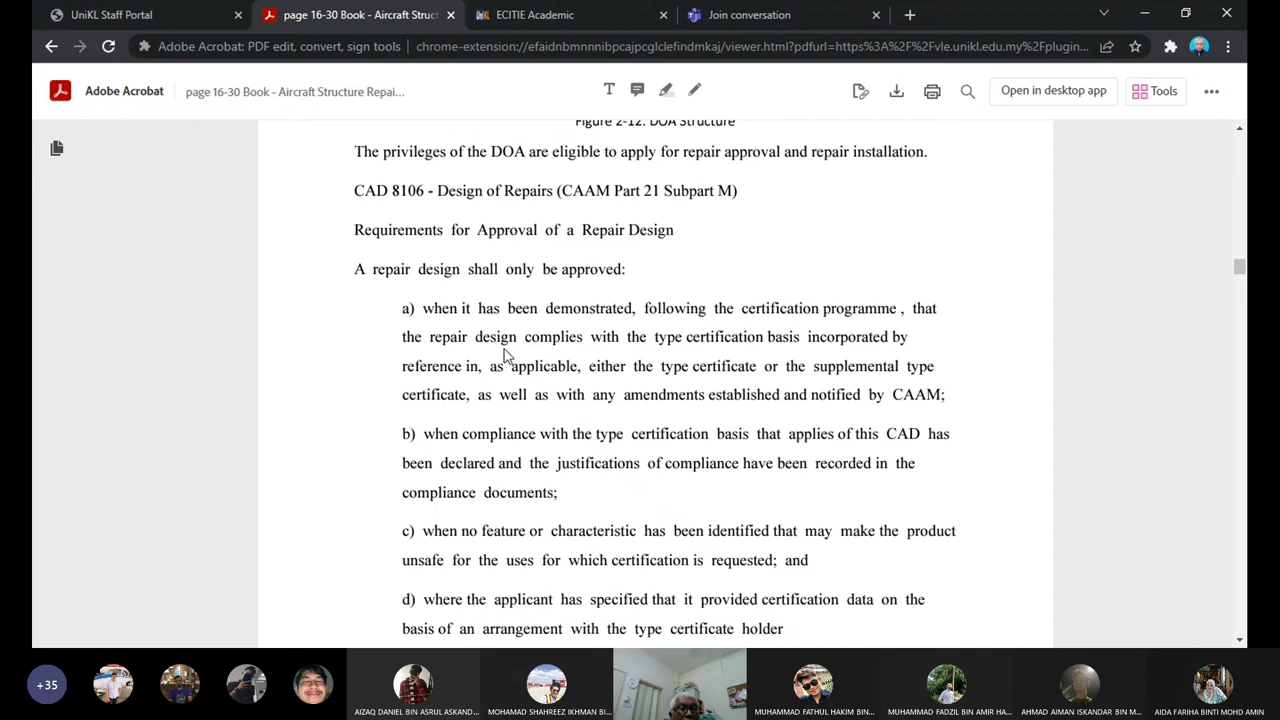 UniKL Staff Portal
page 16-30 Book - Aircraft Struct
ECITIE Academic
Join conversation
Adobe Acrobat: PDF edit, convert, sign tools
chrome-extension://efaidnbmnnnibpcajpcglclefindmkaj/viewer.html?pdfurl=https%3A%2F%2Fvle.unikl.edu.my%2Fplugin...
Adobe Acrobat
page 16-30 Book - Aircraft Structure Repai...
Open in desktop app
Tools
Figure 2-12. DOA Structure
The privileges of the DOA are eligible to apply for repair approval and repair installation.
CAD 8106 - Design of Repairs (CAAM Part 21 Subpart M)
Requirements for Approval of a Repair Design
A repair design shall only be approved:
a) when it has been demonstrated, following the certification programme , that
the repair design complies with the type certification basis incorporated by
reference in, as applicable, either the type certificate or the supplemental type
certificate, as well as with any amendments established and notified by CAAM;
b) when compliance with the type certification basis that applies of this CAD has
been declared and the justifications of compliance have been recorded in the
compliance documents;
c) when no feature or characteristic has been identified that may make the product
unsafe for the uses for which certification is requested; and
d) where the applicant has specified that it provided certification data on the
basis of an arrangement with the type certificate holder
+35
AIZAQ DANIEL BIN ASRUL ASKAND...
MOHAMAD SHAHREEZ IKHMAN BI...
MUHAMMAD FATHUL HAKIM BIN...
MUHAMMAD FADZIL BIN AMIR HA...
AHMAD AIMAN ISKANDAR BIN M...
AIDA FARIHA BINTI MOHD AMIN